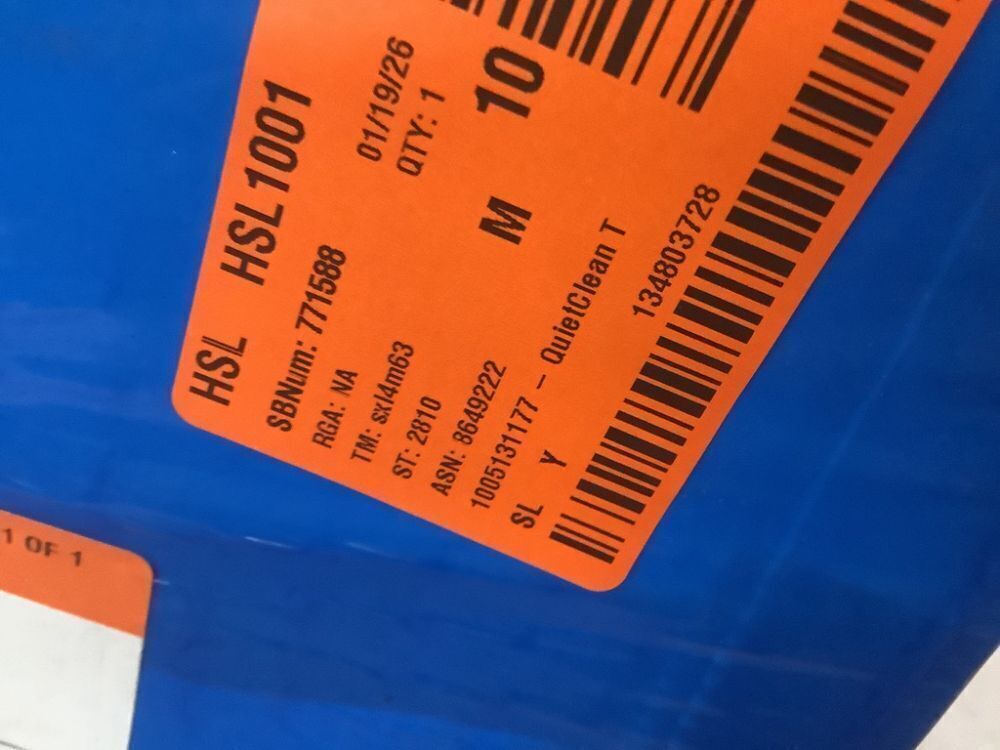 HSL HSL1001
SBNum: 771588 01/19/26
RGA: NA QTY: 1
TM: sxl4m63
ST: 2810 M 10
ASN: 8649222
1005131177 – QuietClean T
SL Y 134803728
1 OF 1